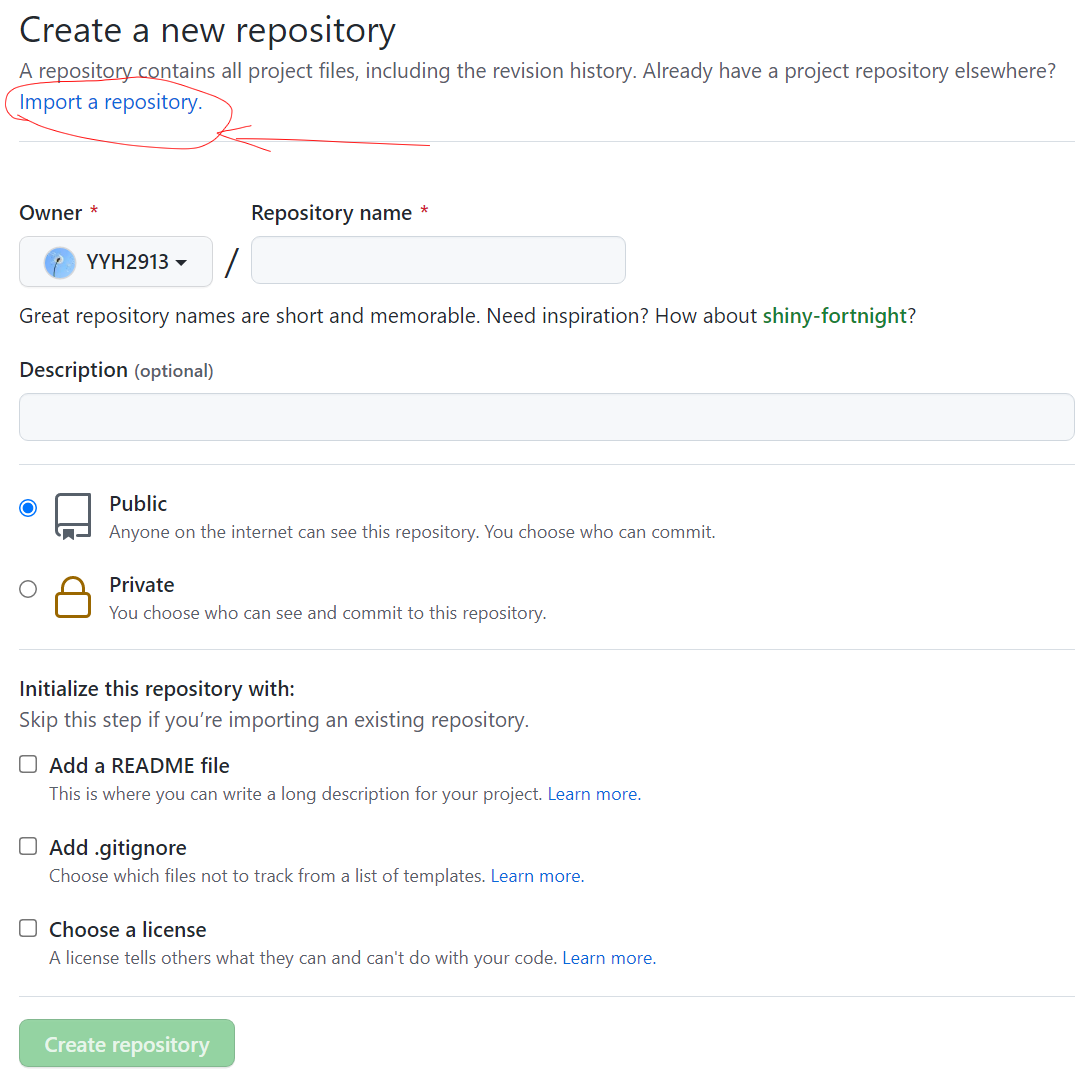 Create a new repository
A repository contains all project files, including the revision history. Already have a project repository elsewhere?
Import a repository.
Owner * Repository name *
YYH2913 /
Great repository names are short and memorable. Need inspiration? How about shiny-fortnight?
Description (optional)
Public
Anyone on the internet can see this repository. You choose who can commit.
Private
You choose who can see and commit to this repository.
Initialize this repository with:
Skip this step if you’re importing an existing repository.
Add a README file
This is where you can write a long description for your project. Learn more.
Add .gitignore
Choose which files not to track from a list of templates. Learn more.
Choose a license
A license tells others what they can and can't do with your code. Learn more.
Create repository